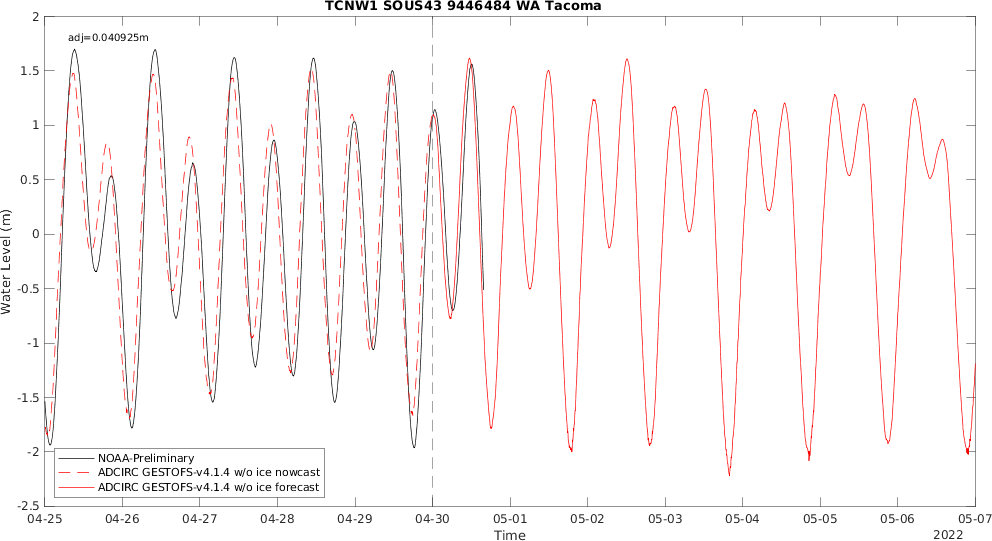 TCNW1 SOUS43 9446484 WA Tacoma
adj=0.040925m
2
1.5
1
0.5
0
-0.5
-1
-1.5
-2
-2.5
Water Level (m)
NOAA-Preliminary
ADCIRC GESTOFS-v4.1.4 w/o ice nowcast
ADCIRC GESTOFS-v4.1.4 w/o ice forecast
04-25 04-26 04-27 04-28 04-29 04-30 05-01 05-02 05-03 05-04 05-05 05-06 05-07
Time
2022